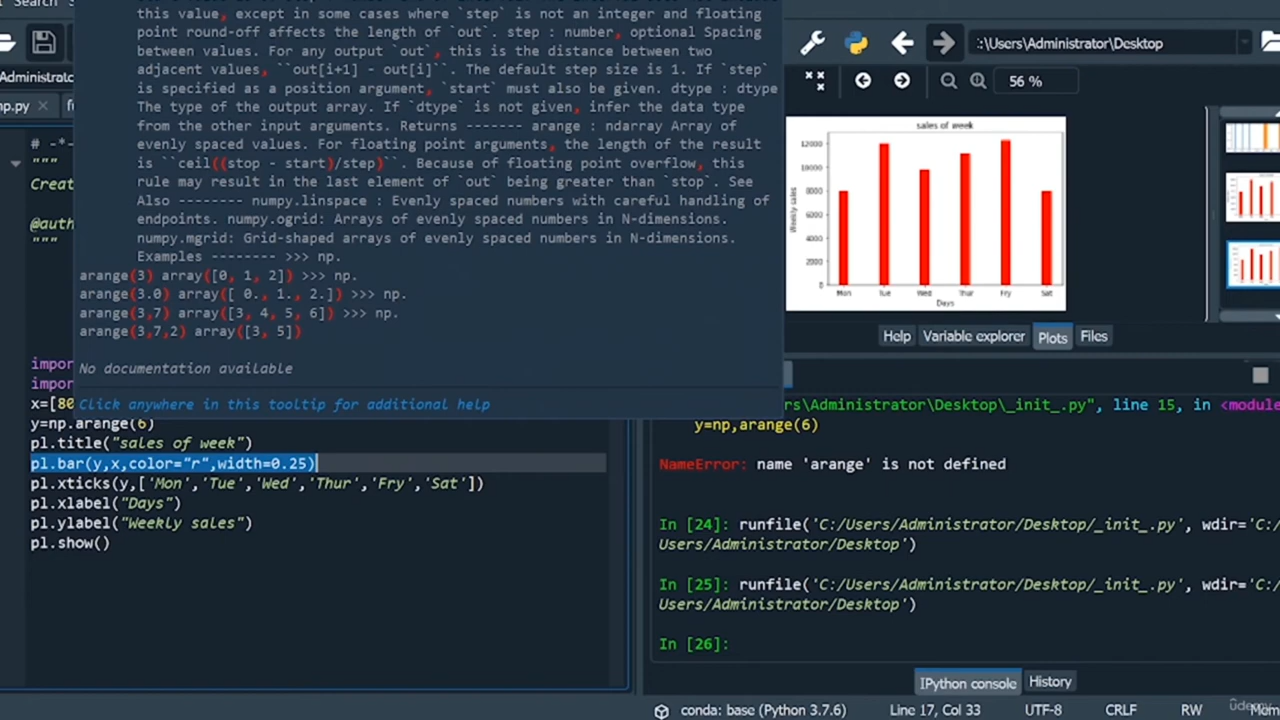 Search
this value, except in some cases where `step` is not an integer and floating
point round-off affects the length of `out`. step : number, optional Spacing
between values. For any output `out`, this is the distance between two
adjacent values, ``out[i+1] - out[i]``. The default step size is 1. If `step`
is specified as a position argument, `start` must also be given. dtype : dtype
The type of the output array. If `dtype` is not given, infer the data type
from the other input arguments. Returns ------- arange : ndarray Array of
evenly spaced values. For floating point arguments, the length of the result
is ``ceil((stop - start)/step)``. Because of floating point overflow, this
rule may result in the last element of `out` being greater than `stop`. See
Also -------- numpy.linspace : Evenly spaced numbers with careful handling of
endpoints. numpy.ogrid: Arrays of evenly spaced numbers in N-dimensions.
numpy.mgrid: Grid-shaped arrays of evenly spaced numbers in N-dimensions.
Examples -------- >>> np.
arange(3) array([0, 1, 2]) >>> np.
arange(3.0) array([ 0., 1., 2.]) >>> np.
arange(3,7) array([3, 4, 5, 6]) >>> np.
arange(3,7,2) array([3, 5])
No documentation available
Click anywhere in this tooltip for additional help
Administra
mp.py
# -*-
"""
Creat
@auth
"""
impor
impor
x=[80
y=np.arange(6)
pl.title("sales of week")
pl.bar(y,x,color="r",width=0.25)
pl.xticks(y,['Mon','Tue','Wed','Thur','Fry','Sat'])
pl.xlabel("Days")
pl.ylabel("Weekly sales")
pl.show()
:\Users\Administrator\Desktop
56 %
sales of week
12000
10000
8000
6000
4000
2000
0
Weekly sales
Mon Tue Wed Thur Fry Sat
Days
Help Variable explorer Plots Files
rs\Administrator\Desktop\_init_.py", line 15, in <module
y=np,arange(6)
NameError: name 'arange' is not defined
In [24]: runfile('C:/Users/Administrator/Desktop/_init_.py', wdir='C:/
Users/Administrator/Desktop')
In [25]: runfile('C:/Users/Administrator/Desktop/_init_.py', wdir='C:/
Users/Administrator/Desktop')
In [26]:
IPython console History
conda: base (Python 3.7.6) Line 17, Col 33 UTF-8 CRLF RW Mem
udemy